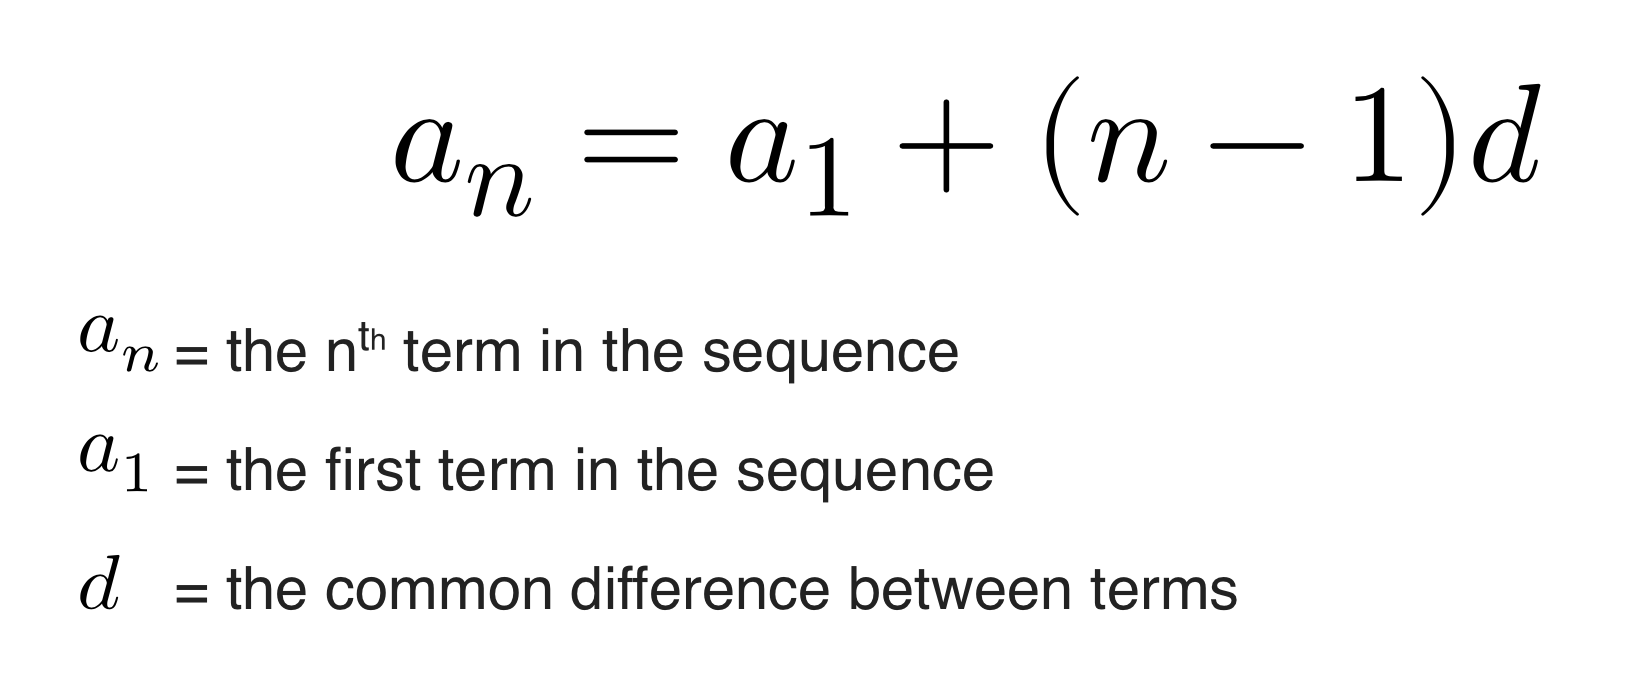 aₙ = a₁ + (n − 1)d
aₙ = the nᵗʰ term in the sequence
a₁ = the first term in the sequence
d = the common difference between terms